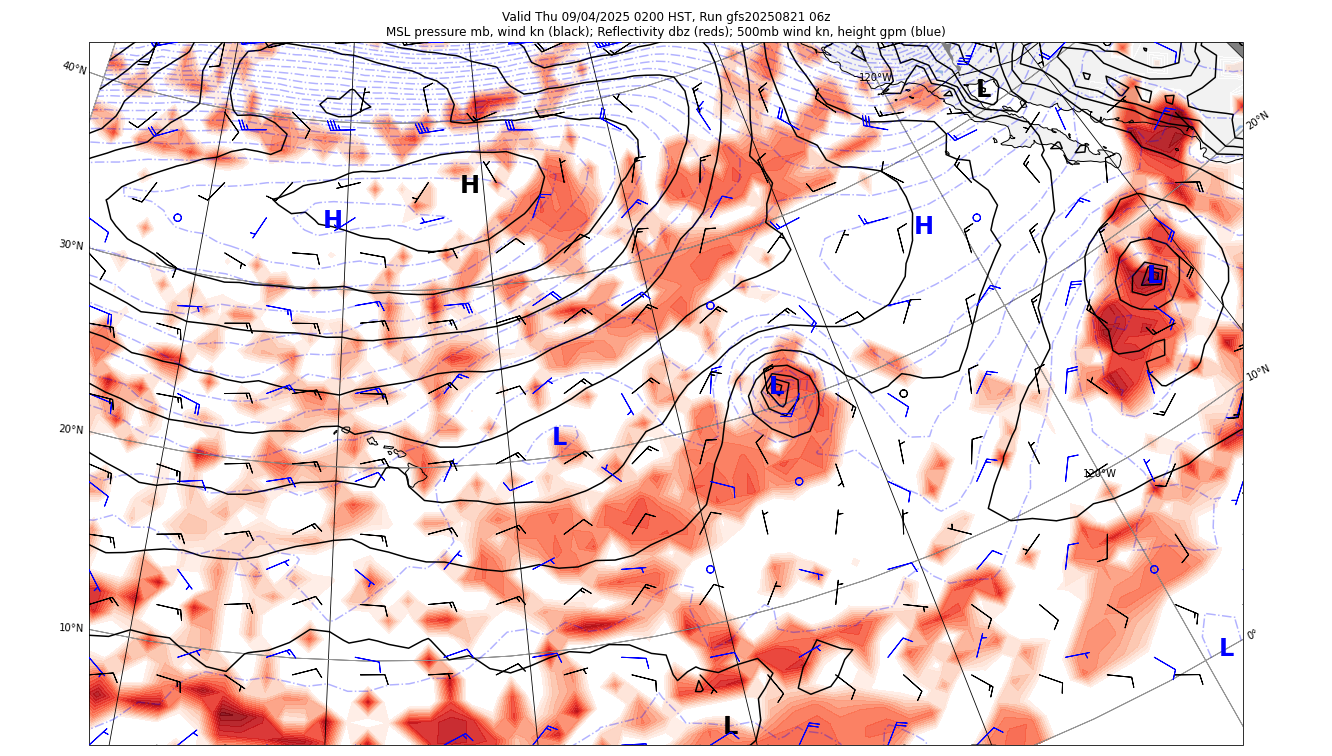 Valid Thu 09/04/2025 0200 HST, Run gfs20250821 06z
MSL pressure mb, wind kn (black); Reflectivity dbz (reds); 500mb wind kn, height gpm (blue)
40°N
120°W
L
20°N
H
H
H
30°N
L
L
10°N
20°N
L
120°W
10°N
0°
L
L